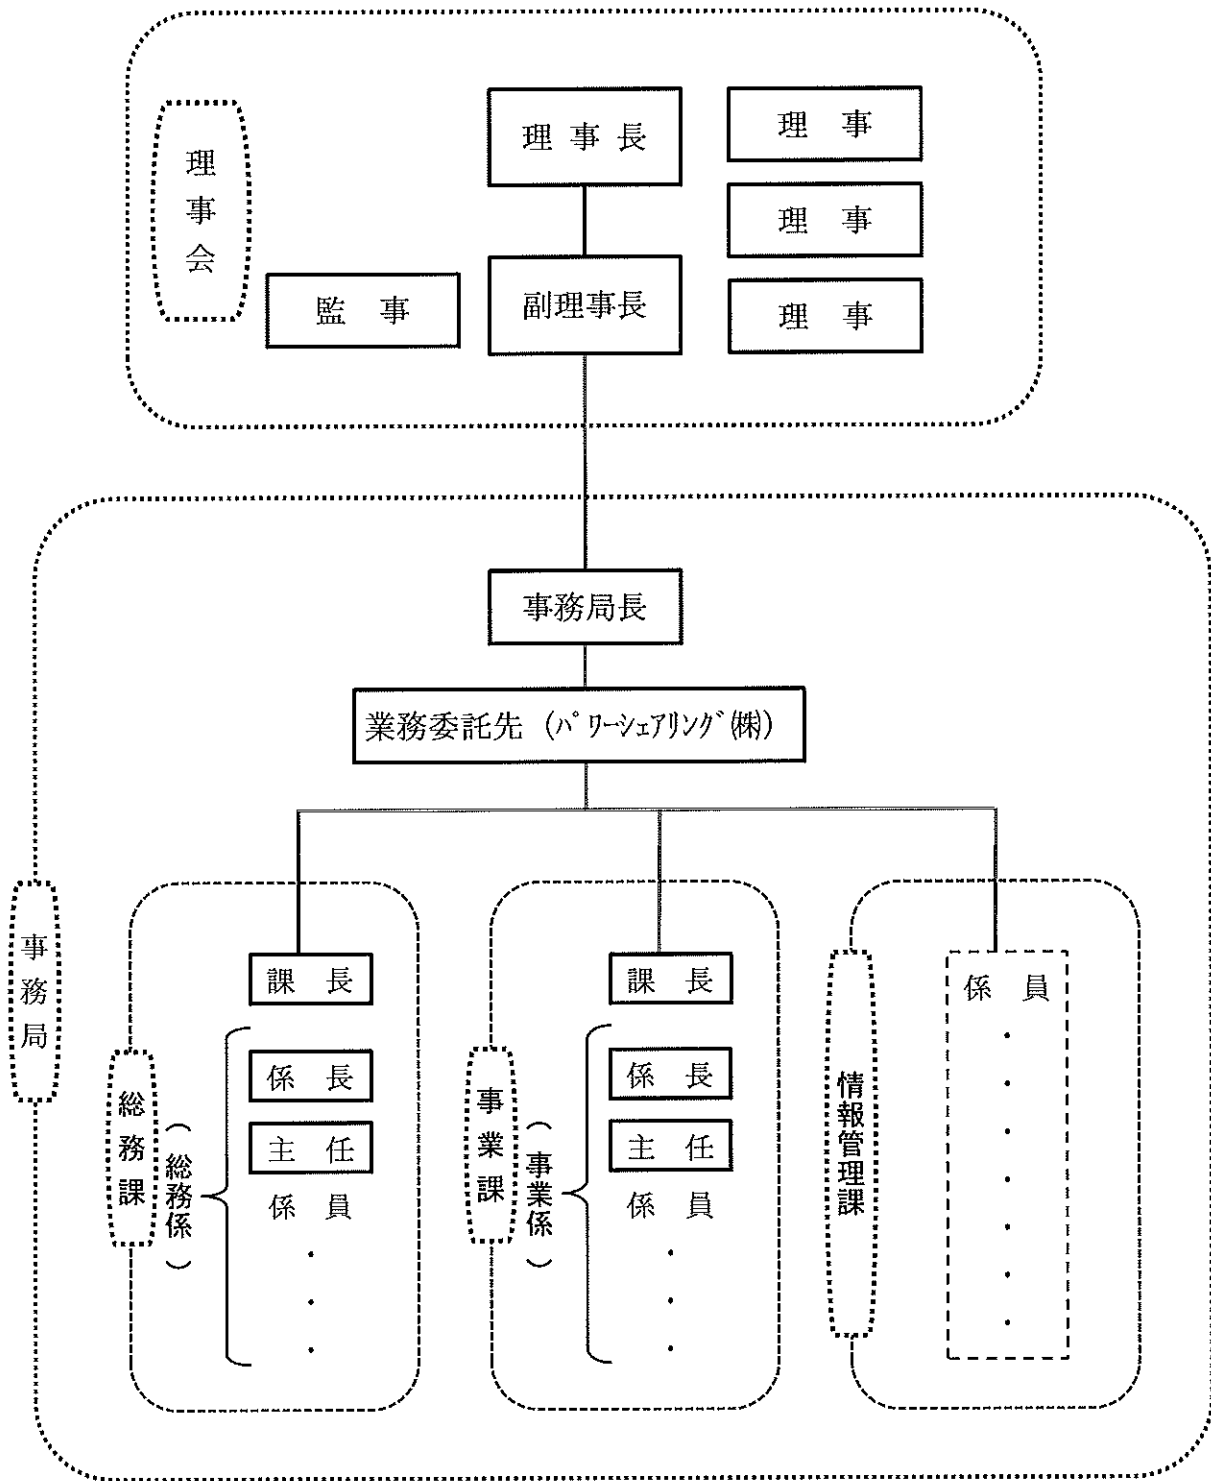 理事会
理事長
副理事長
監事
理事
理事
理事
事務局
事務局長
業務委託先（ﾊﾟﾜｰｼｪｱﾘﾝｸﾞ㈱）
総務課
（総務係）
課長
係長
主任
係員
・
・
・
事業課
（事業係）
課長
係長
主任
係員
・
・
・
情報管理課
係員
・
・
・
・
・
・
・